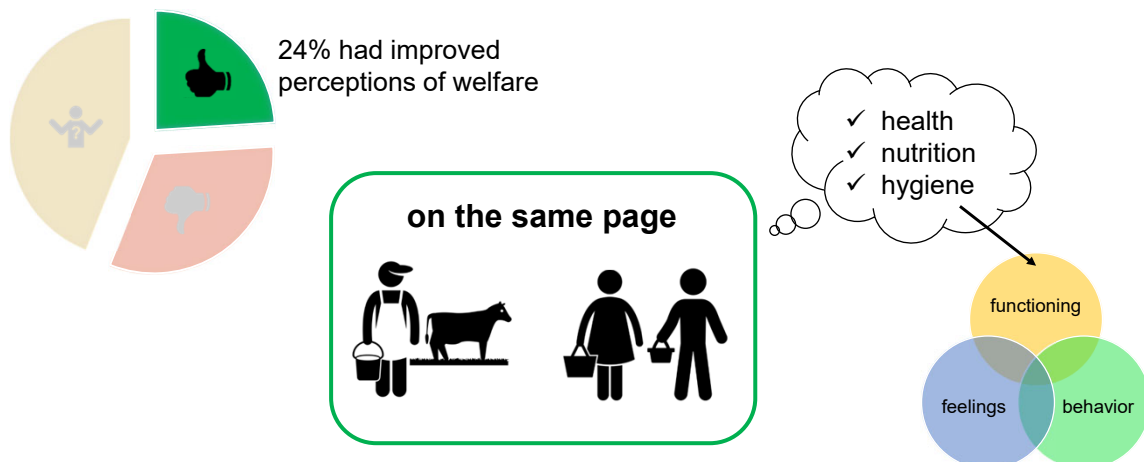 24% had improved
perceptions of welfare
?
✓ health
✓ nutrition
✓ hygiene
on the same page
functioning
feelings
behavior